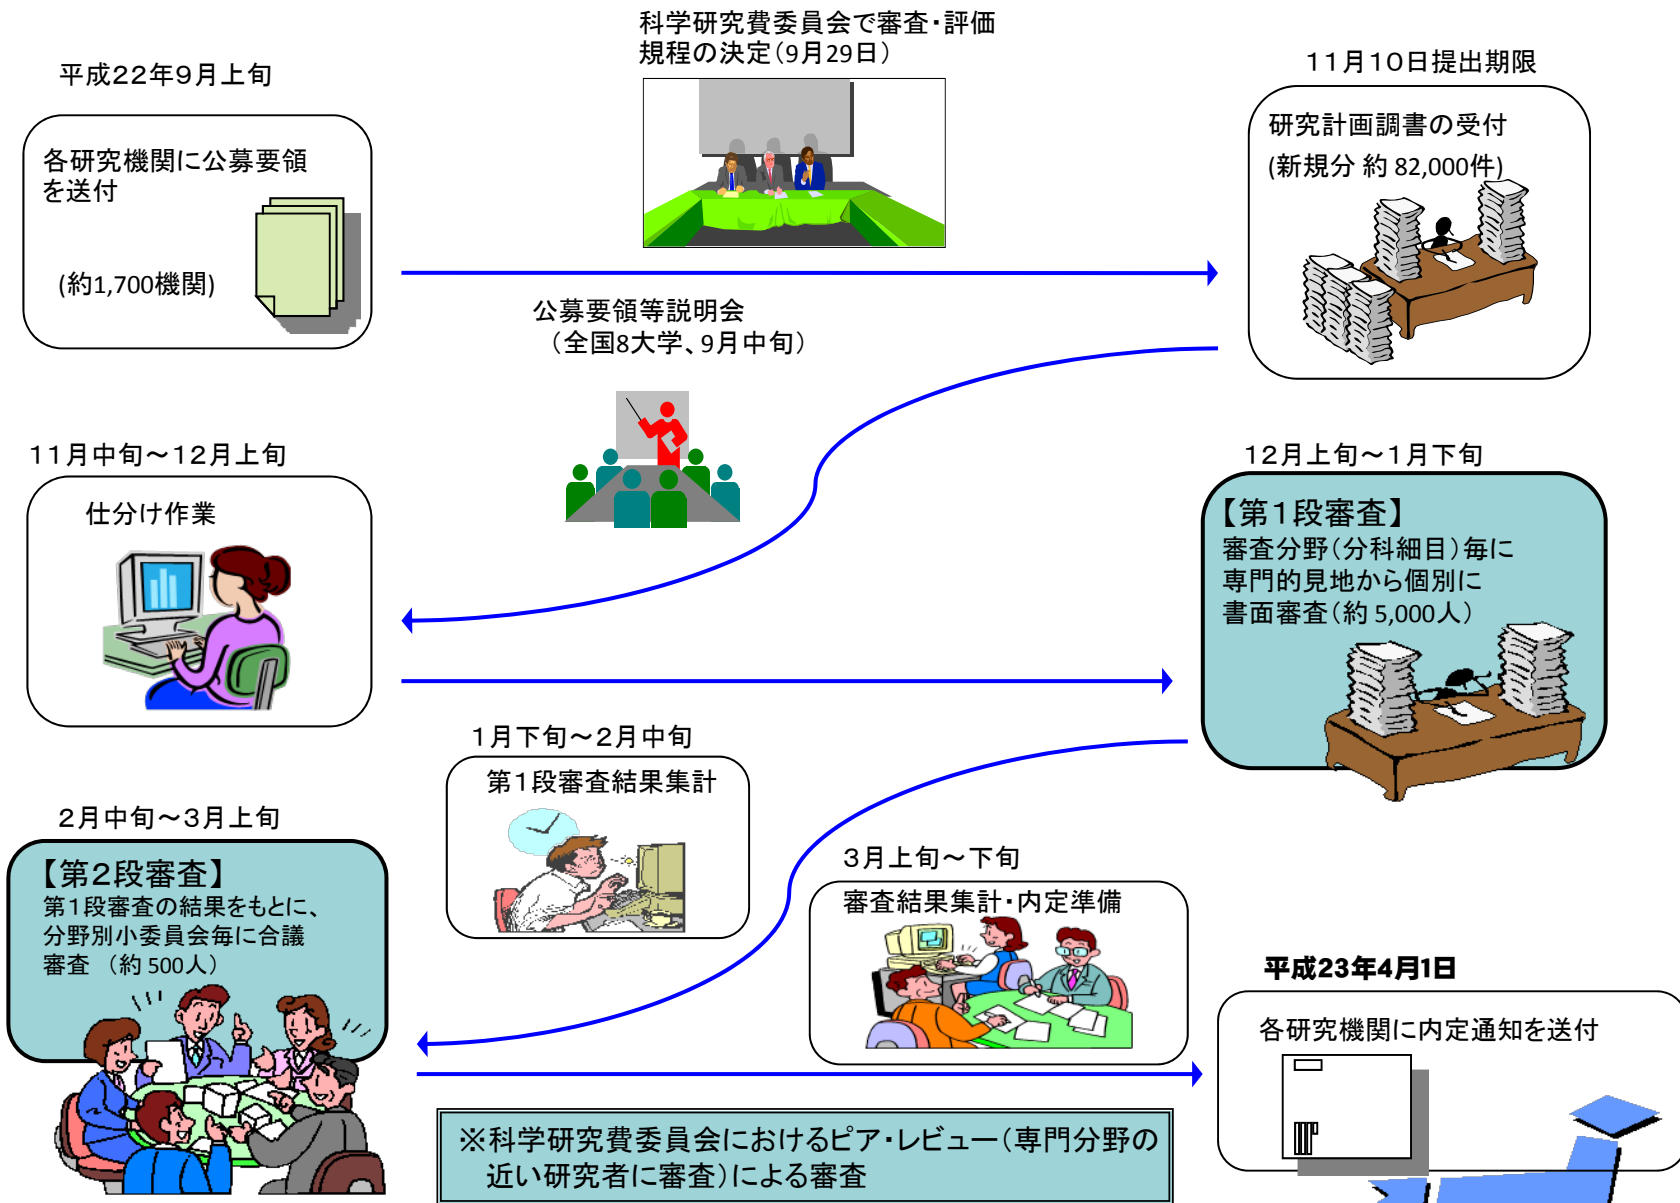 平成22年9月上旬
各研究機関に公募要領
を送付
(約1,700機関)
科学研究費委員会で審査・評価
規程の決定(9月29日)
公募要領等説明会
(全国8大学、9月中旬)
11月10日提出期限
研究計画調書の受付
(新規分 約 82,000件)
11月中旬~12月上旬
仕分け作業
12月上旬~1月下旬
【第1段審査】
審査分野(分科細目)毎に
専門的見地から個別に
書面審査(約 5,000人)
1月下旬~2月中旬
第1段審査結果集計
2月中旬~3月上旬
【第2段審査】
第1段審査の結果をもとに、
分野別小委員会毎に合議
審査 (約 500人)
3月上旬~下旬
審査結果集計・内定準備
平成23年4月1日
各研究機関に内定通知を送付
※科学研究費委員会におけるピア・レビュー(専門分野の
近い研究者に審査)による審査